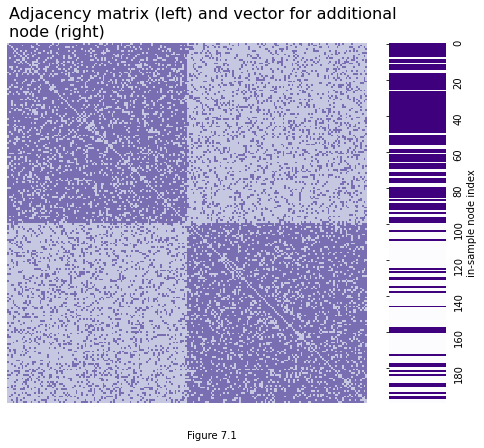 Adjacency matrix (left) and vector for additional
node (right)
0
20
40
60
80
100
120
140
160
180
in-sample node index
Figure 7.1